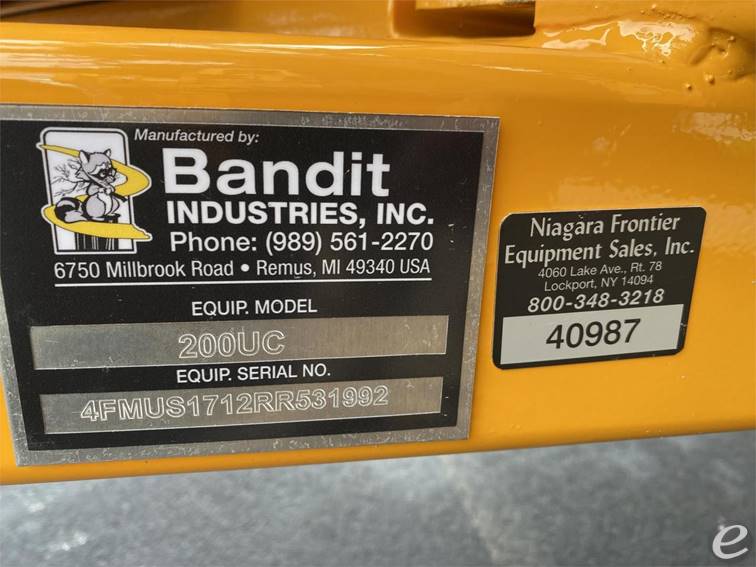 Manufactured by:
Bandit
INDUSTRIES, INC.
Phone: (989) 561-2270
6750 Millbrook Road • Remus, MI 49340 USA
EQUIP. MODEL
200UC
EQUIP. SERIAL NO.
4FMUS1712RR531992
Niagara Frontier
Equipment Sales, Inc.
4060 Lake Ave., Rt. 78
Lockport, NY 14094
800-348-3218
40987
e